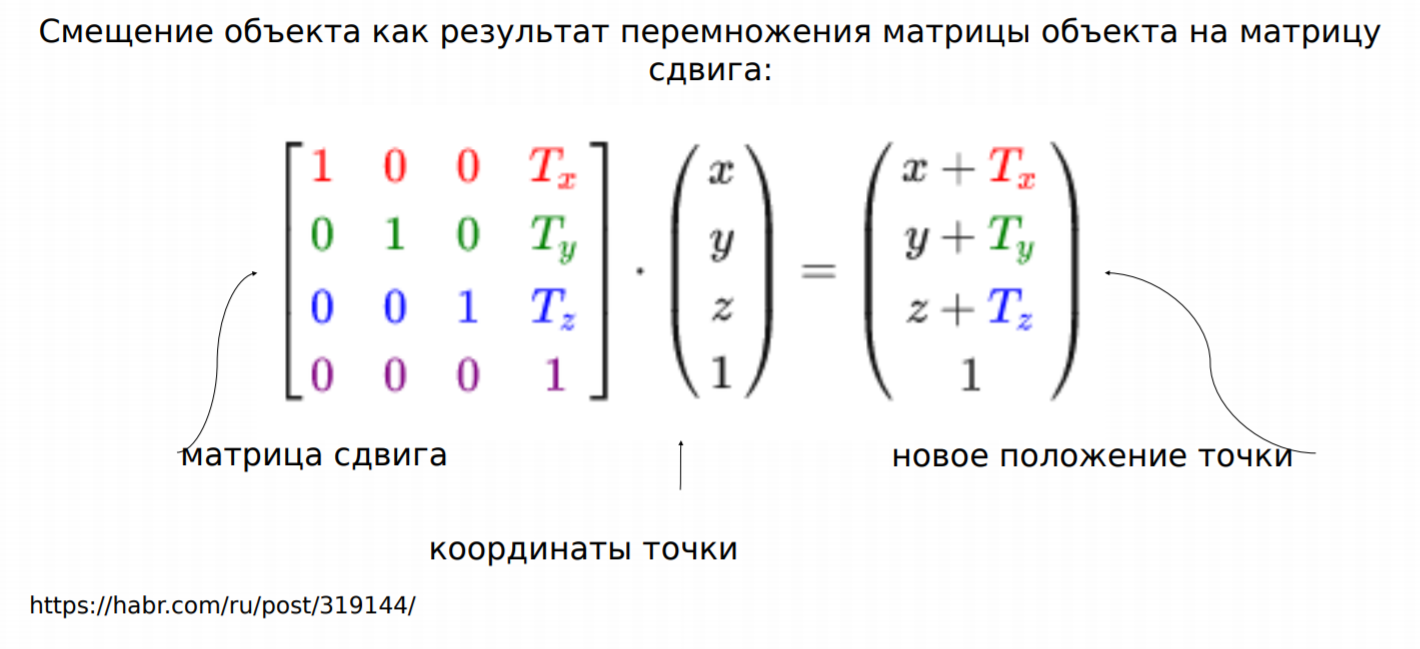 Смещение объекта как результат перемножения матрицы объекта на матрицу
сдвига:
[1 0 0 Tx] (x) (x + Tx)
[0 1 0 Ty] (y) (y + Ty)
[0 0 1 Tz] · (z) = (z + Tz)
[0 0 0 1] (1) (1)
матрица сдвига
новое положение точки
координаты точки
https://habr.com/ru/post/319144/